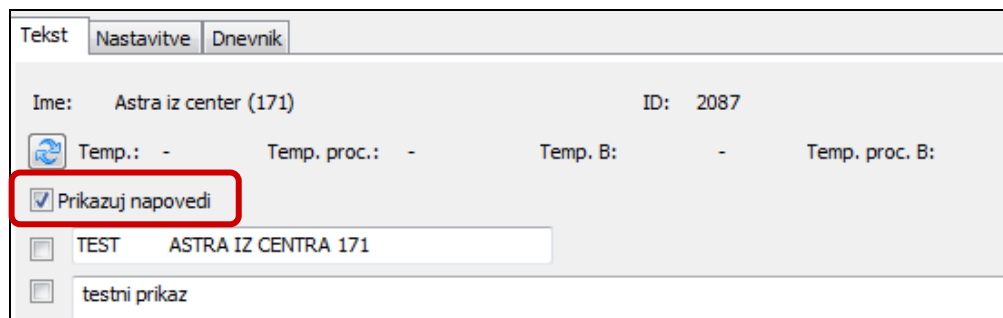 Tekst Nastavitve Dnevnik
Ime: Astra iz center (171) ID: 2087
Temp.: - Temp. proc.: - Temp. B: - Temp. proc. B:
Prikazuj napovedi
TEST ASTRA IZ CENTRA 171
testni prikaz